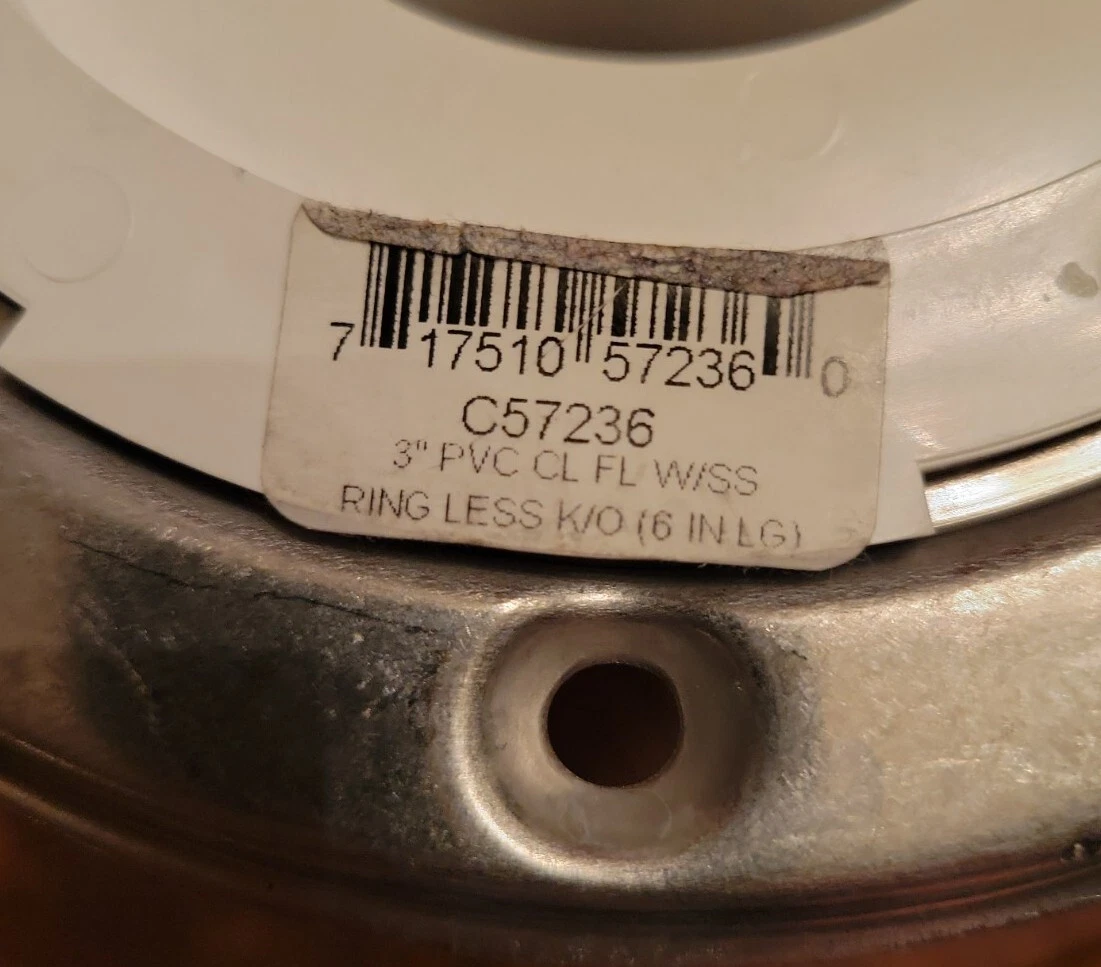 7 17510 57236 0
C57236
3" PVC CL FL W/SS
RING LESS K/O (6 IN LG)